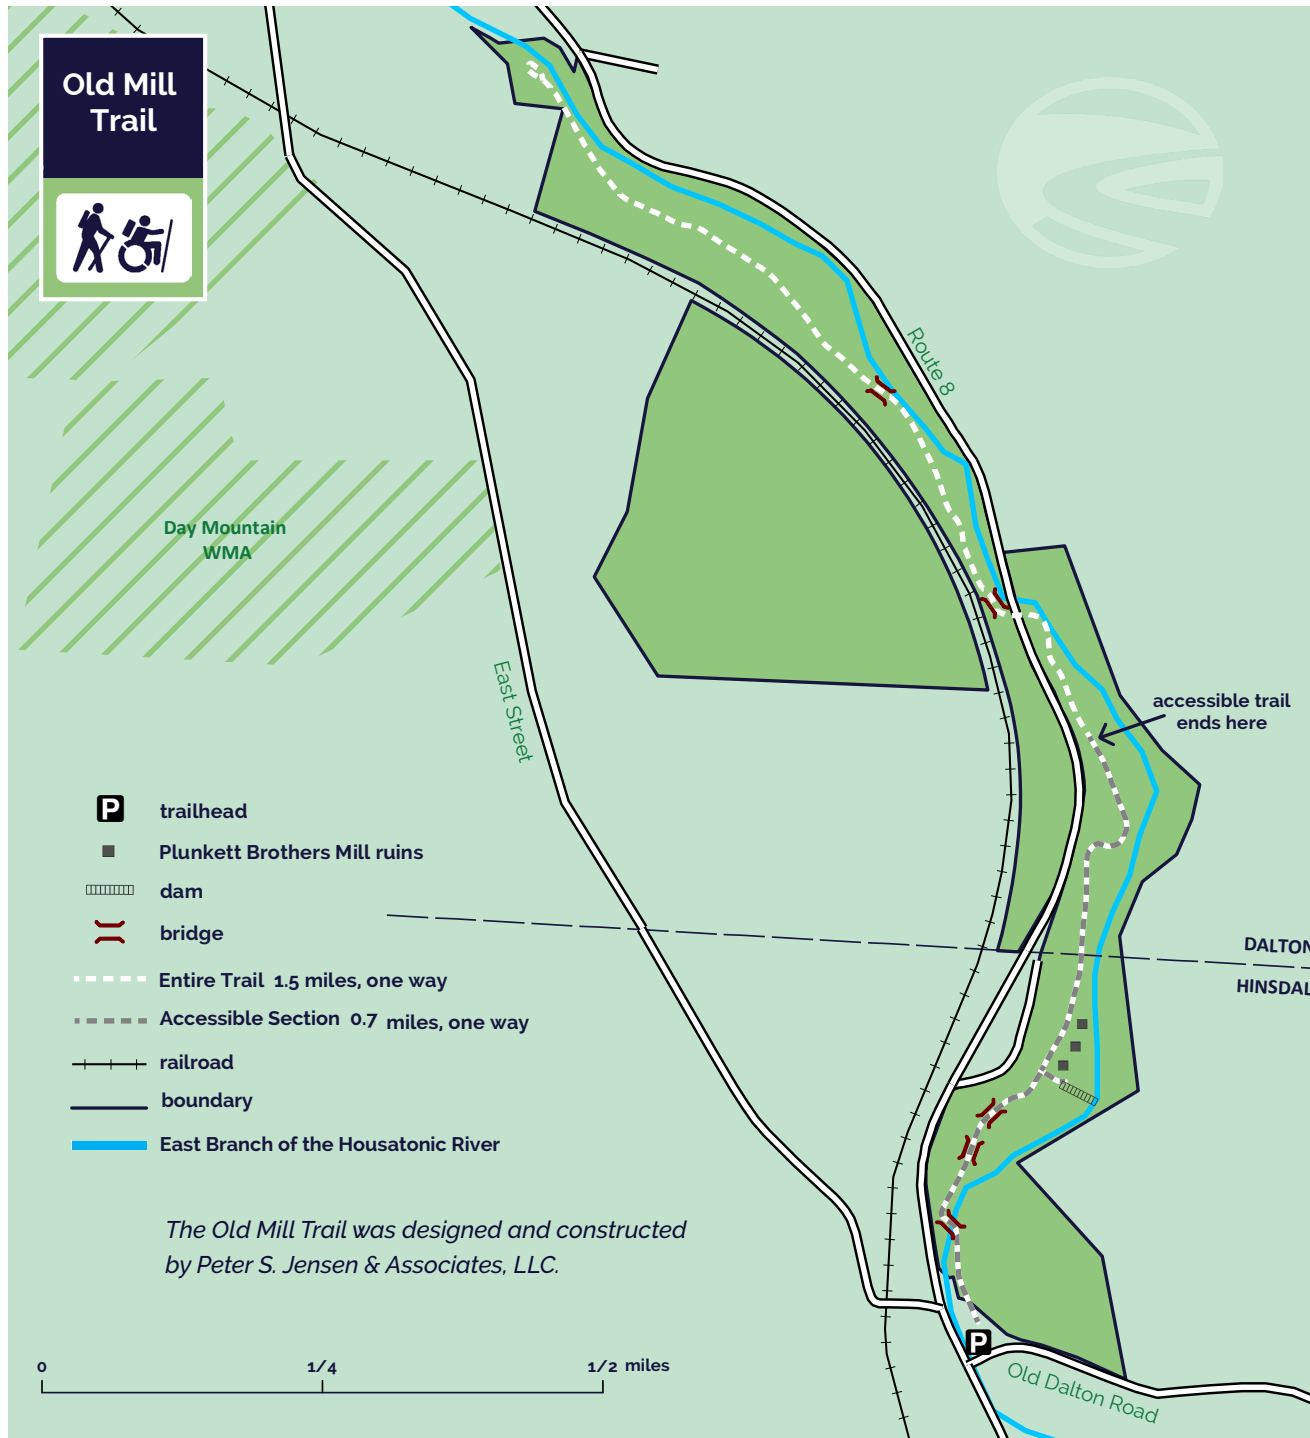 Old Mill
Trail
Route 8
Day Mountain
WMA
East Street
accessible trail
ends here
P trailhead
Plunkett Brothers Mill ruins
dam
bridge
DALTON
HINSDAL
Entire Trail 1.5 miles, one way
Accessible Section 0.7 miles, one way
railroad
boundary
East Branch of the Housatonic River
The Old Mill Trail was designed and constructed
by Peter S. Jensen & Associates, LLC.
P
Old Dalton Road
0 1/4 1/2 miles